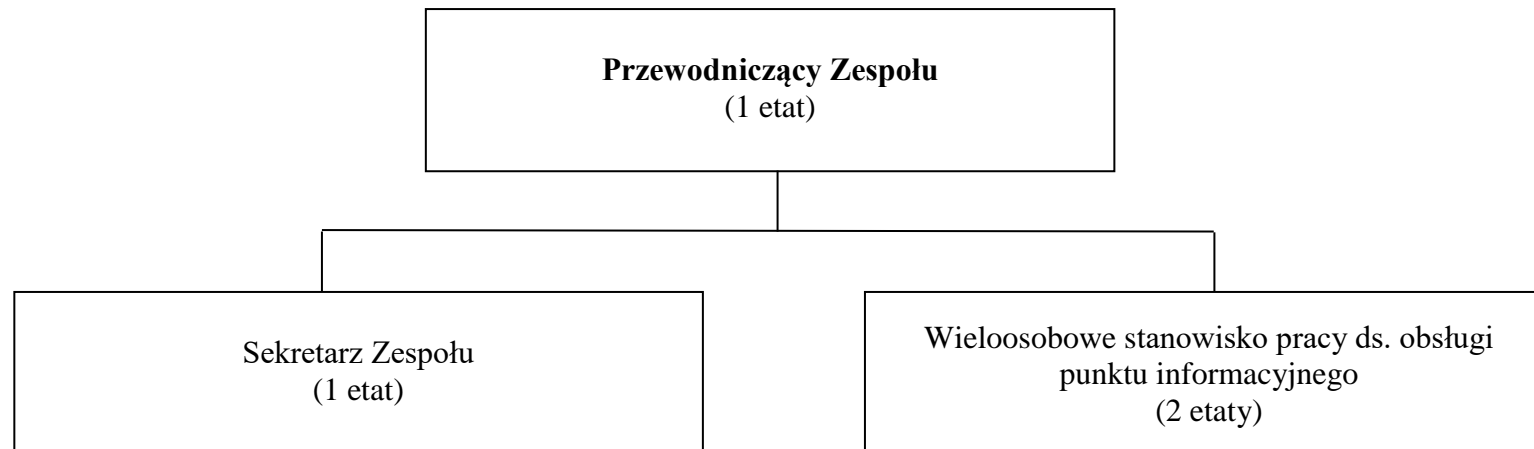 Przewodniczący Zespołu
(1 etat)
Sekretarz Zespołu
(1 etat)
Wieloosobowe stanowisko pracy ds. obsługi
punktu informacyjnego
(2 etaty)